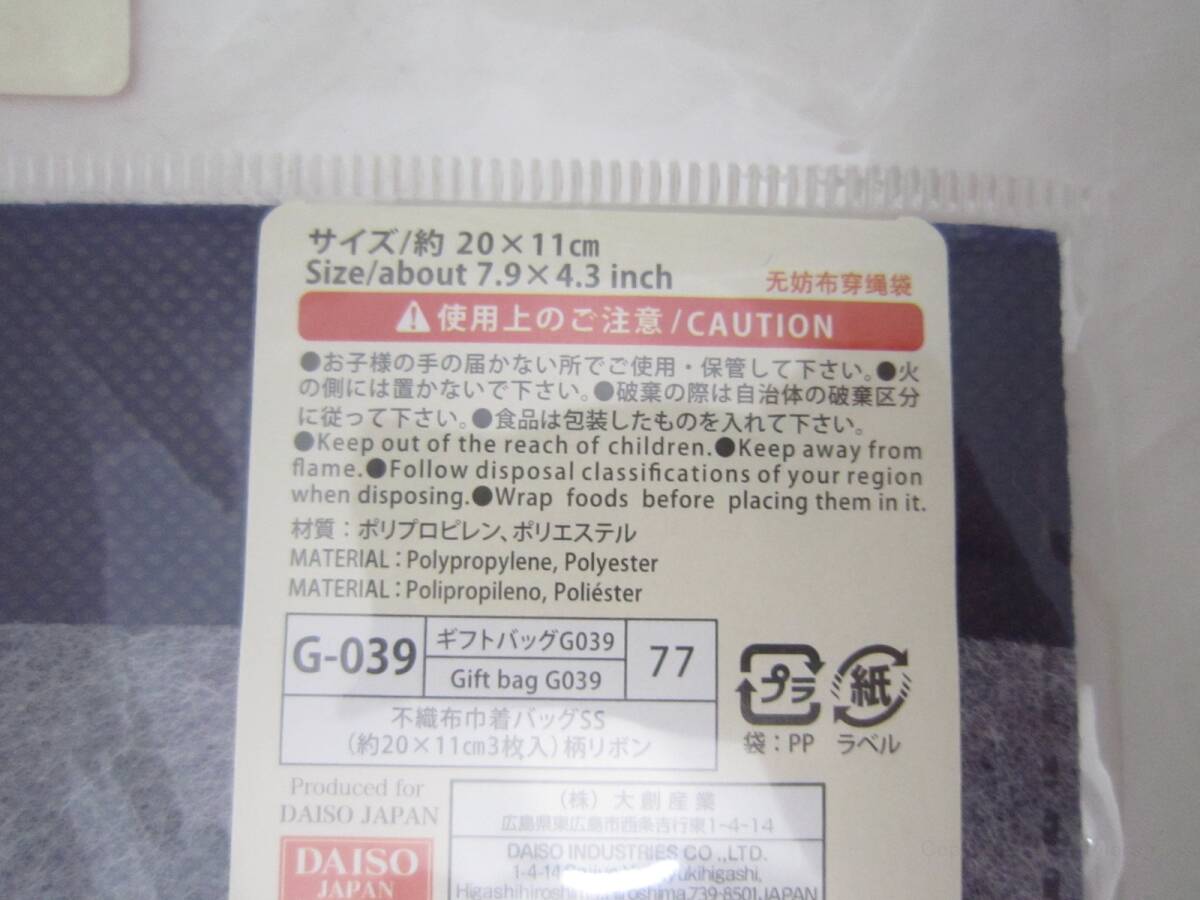 サイズ/約 20×11㎝
Size/about 7.9×4.3 inch
无妨布穿绳袋
使用上のご注意/CAUTION
●お子様の手の届かない所でご使用・保管して下さい。●火
の側には置かないで下さい。●破棄の際は自治体の破棄区分
に従って下さい。●食品は包装したものを入れて下さい。
●Keep out of the reach of children.●Keep away from
flame.●Follow disposal classifications of your region
when disposing.●Wrap foods before placing them in it.
材質：ポリプロピレン、ポリエステル
MATERIAL：Polypropylene, Polyester
MATERIAL：Polipropileno, Poliéster
G-039
ギフトバッグG039
Gift bag G039
77
不織布巾着バッグSS
（約20×11㎝3枚入）柄リボン
プラ
紙
袋：PP
ラベル
Produced for
DAISO JAPAN
DAISO
JAPAN
（株）大創産業
広島県東広島市西条吉行東1-4-14
DAISO INDUSTRIES CO.,LTD.
1-4-14
Higashihiroshima 739-8501,JAPAN